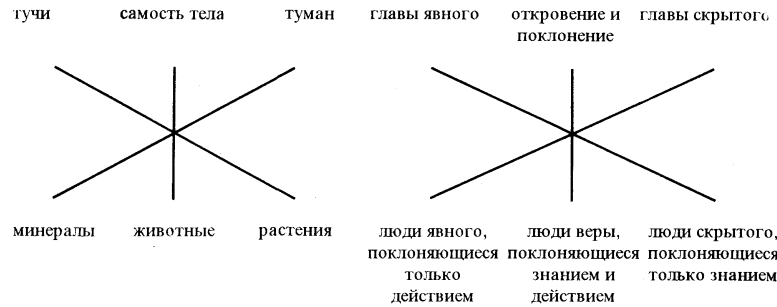 тучи самость тела туман главы явного откровение и главы скрытого
поклонение
минералы животные растения люди явного, люди веры, люди скрытого,
поклоняющиеся поклоняющиеся поклоняющиеся
только знанием и только знанием
действием действием